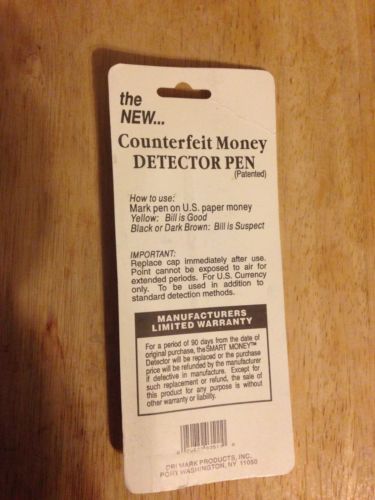 the
NEW...
Counterfeit Money
DETECTOR PEN
(Patented)
How to use:
Mark pen on U.S. paper money
Yellow: Bill is Good
Black or Dark Brown: Bill is Suspect
IMPORTANT:
Replace cap immediately after use.
Point cannot be exposed to air for
extended periods. For U.S. Currency
only. To be used in addition to
standard detection methods.
MANUFACTURERS
LIMITED WARRANTY
For a period of 90 days from the date of
original purchase, the SMART MONEY™
Detector will be replaced or the purchase
price will be refunded by the manufacturer
if defective in manufacture. Except for
such replacement or refund, the sale of
this product for any purpose is without
other warranty or liability.
DRI MARK PRODUCTS, INC.
PORT WASHINGTON, NY 11050